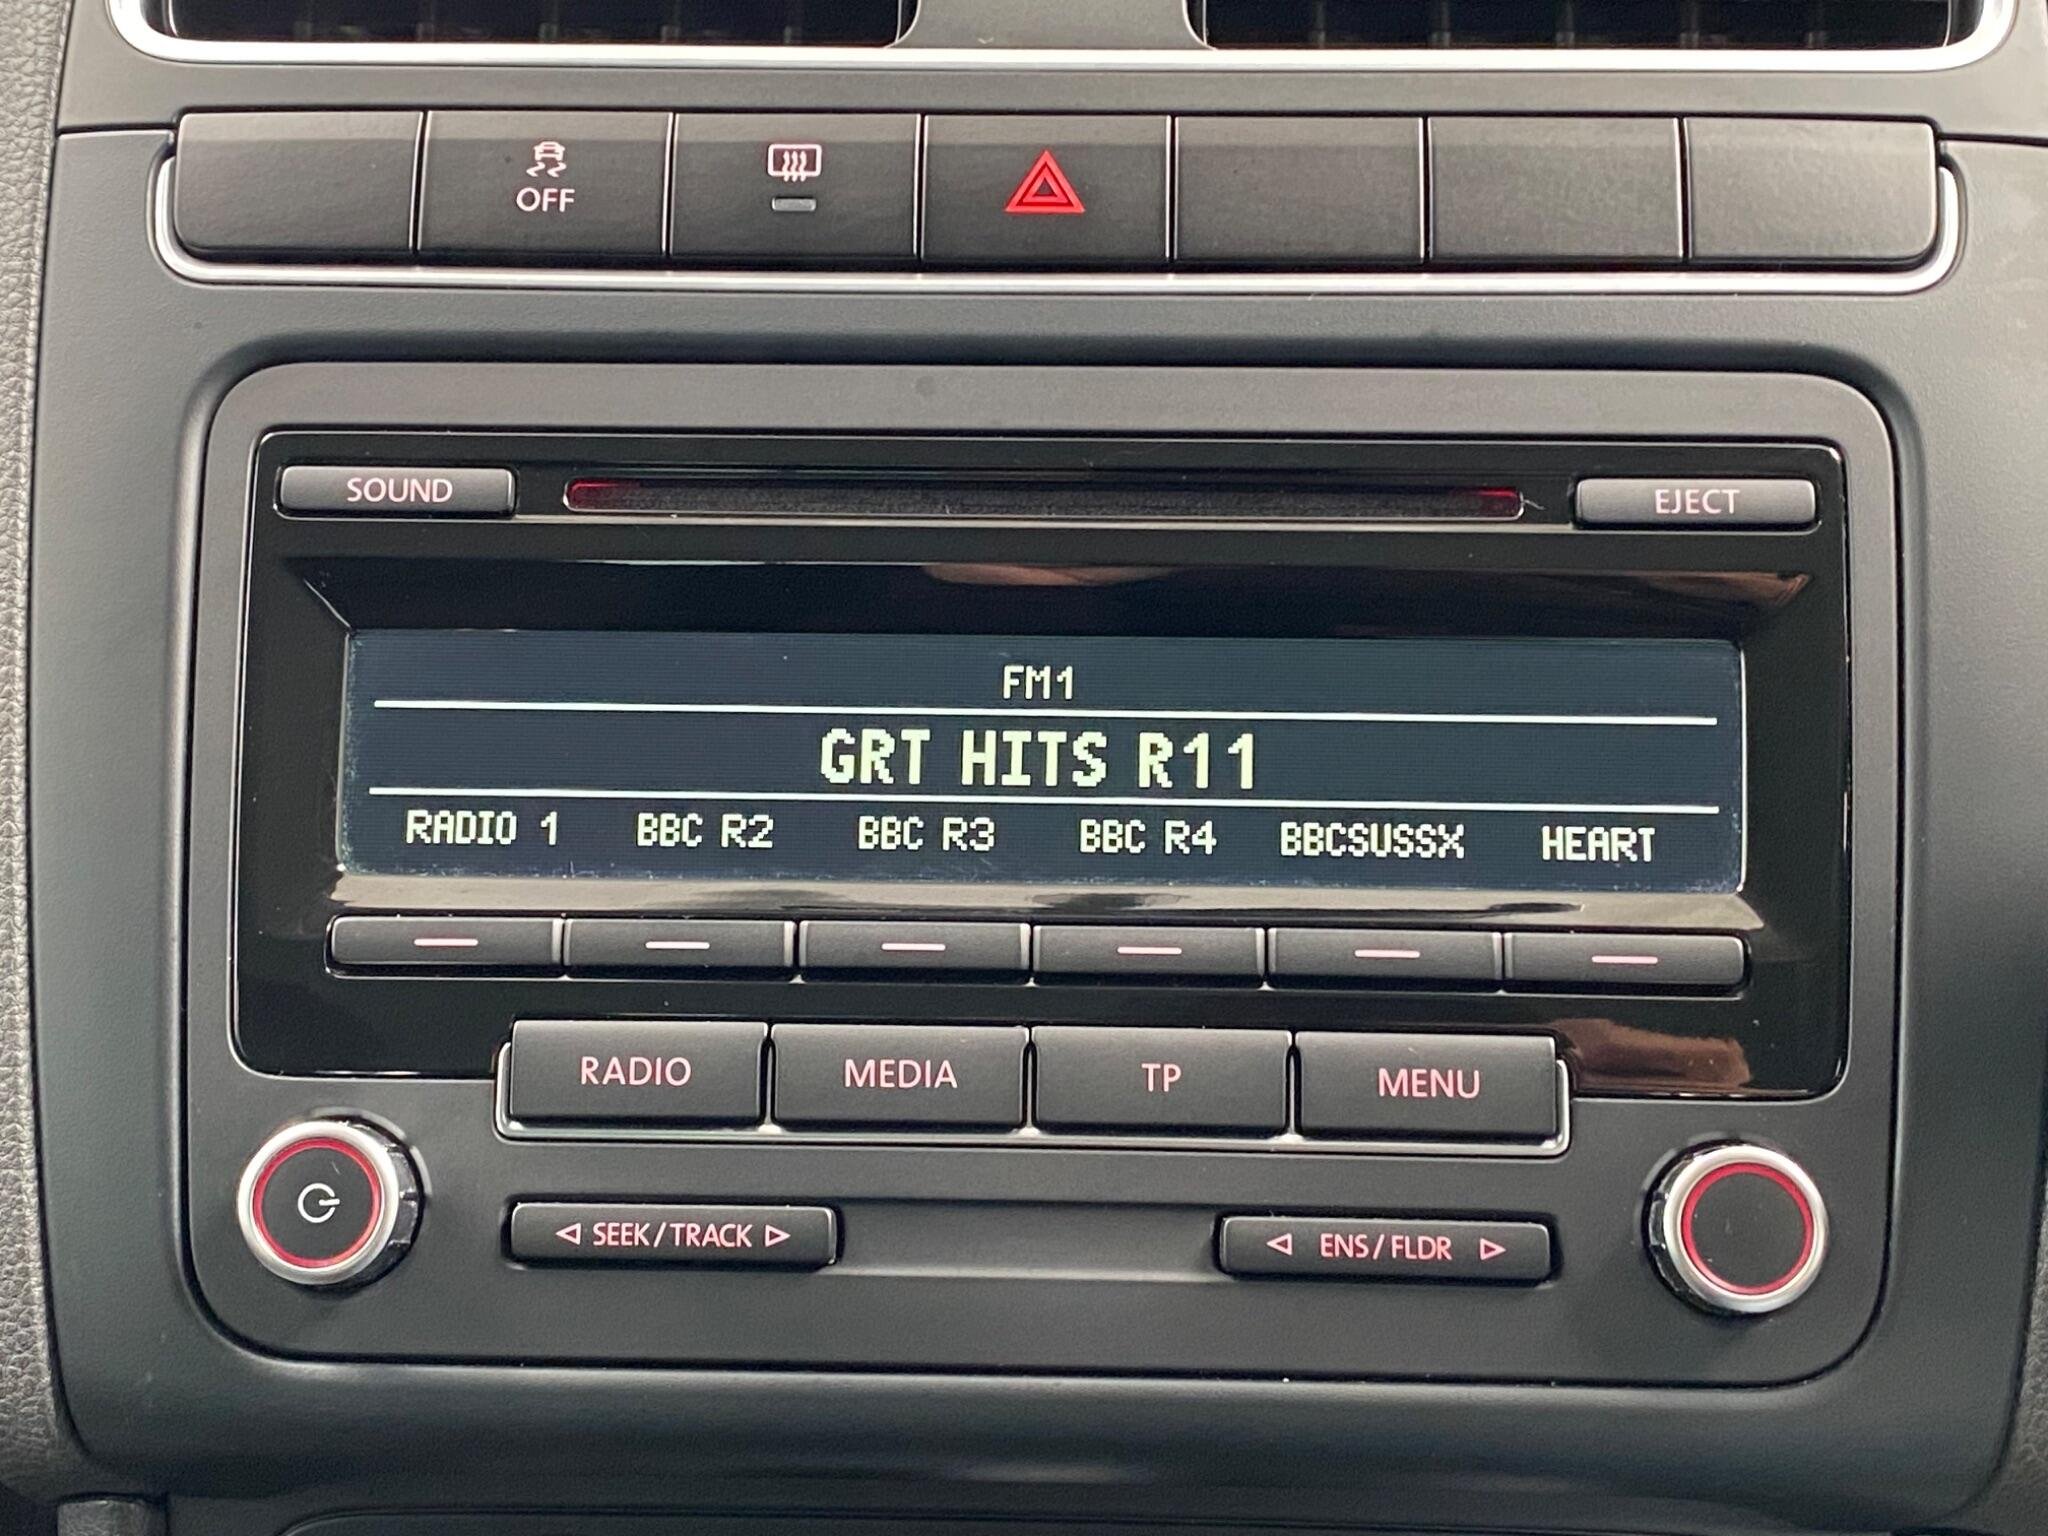 OFF
SOUND
EJECT
FM1
GRT HITS R11
RADIO 1 BBC R2 BBC R3 BBC R4 BBCSUSSX HEART
RADIO MEDIA TP MENU
SEEK/TRACK ENS/FLDR